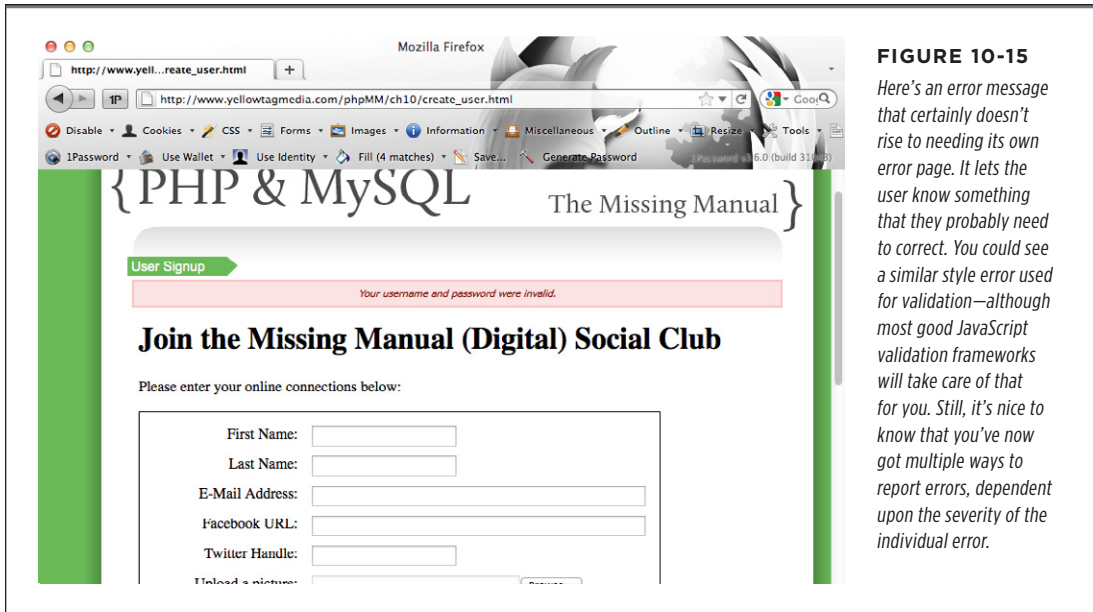 Mozilla Firefox
http://www.yell...reate_user.html
+
1P http://www.yellowtagmedia.com/phpMM/ch10/create_user.html
Disable Cookies CSS Forms Images Information Miscellaneous Outline Resize Tools
1Password Use Wallet Use Identity Fill (4 matches) Save... Generate Password 1Password
{PHP & MySQL
The Missing Manual}
User Signup
Your username and password were invalid.
Join the Missing Manual (Digital) Social Club
Please enter your online connections below:
First Name:
Last Name:
E-Mail Address:
Facebook URL:
Twitter Handle:
Upload a picture:
FIGURE 10-15
Here's an error message
that certainly doesn't
rise to needing its own
error page. It lets the
user know something
that they probably need
to correct. You could see
a similar style error used
for validation—although
most good JavaScript
validation frameworks
will take care of that
for you. Still, it's nice to
know that you've now
got multiple ways to
report errors, dependent
upon the severity of the
individual error.